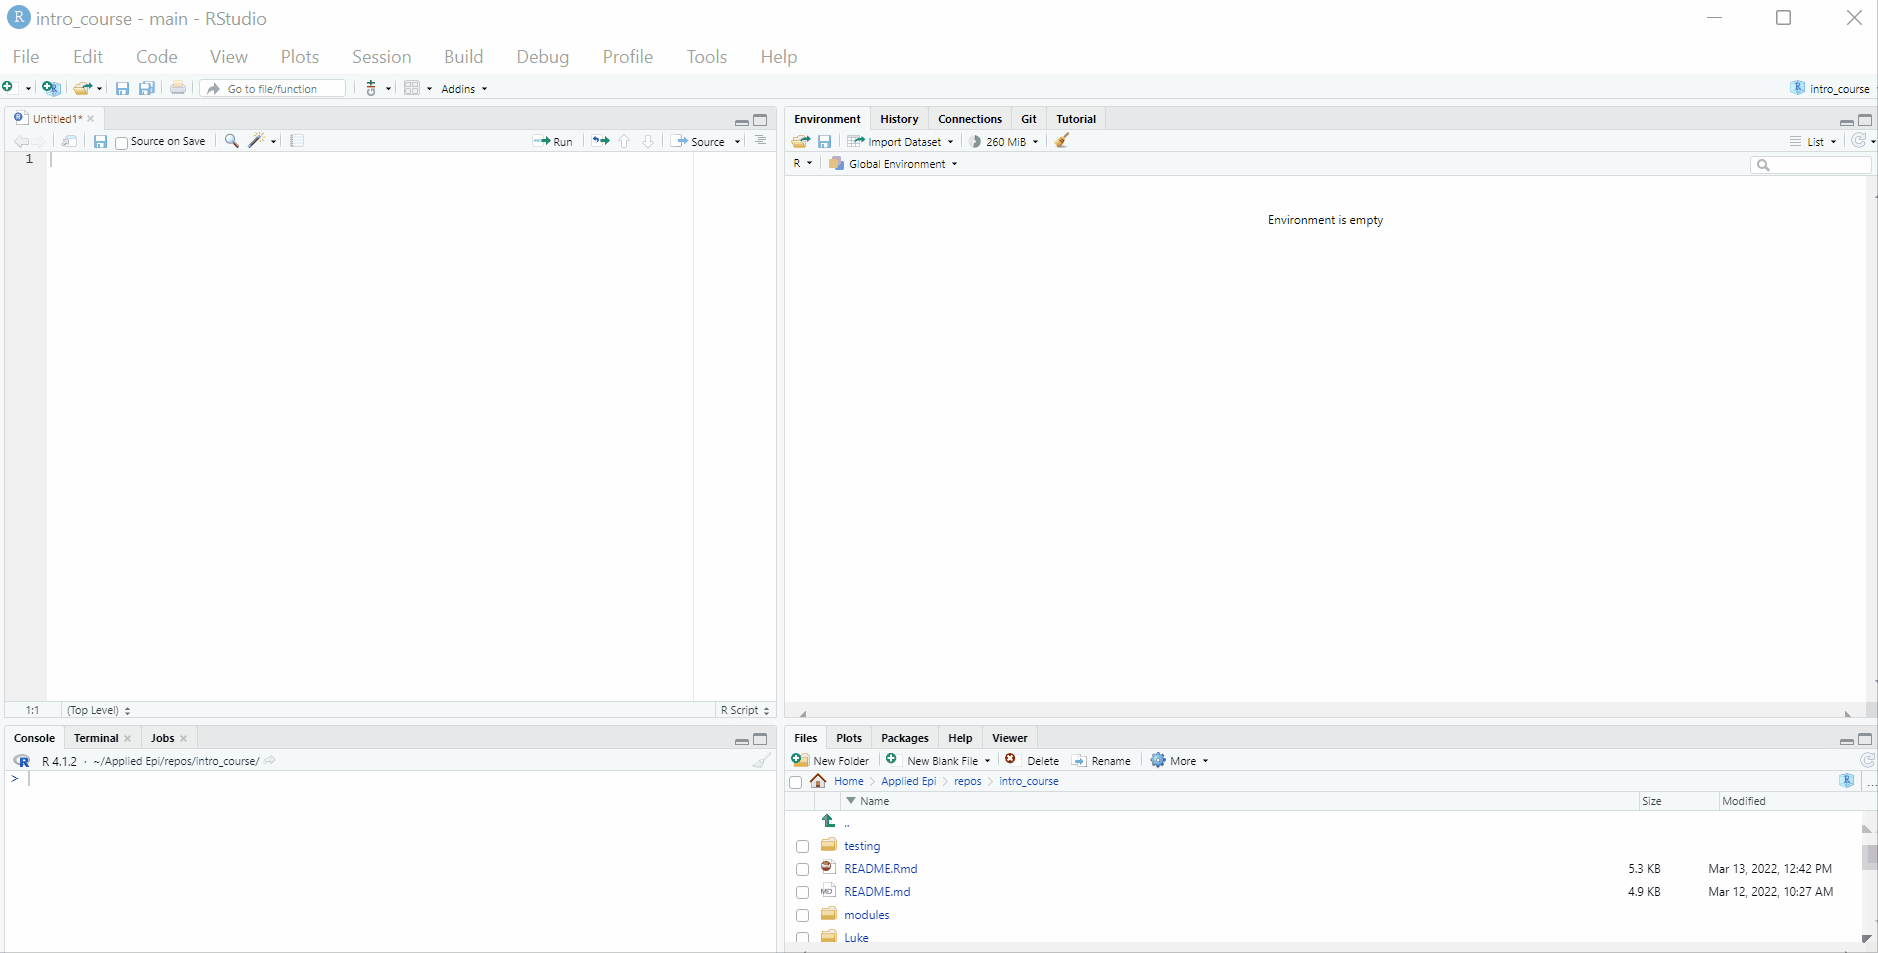 intro_course - main - RStudio
File Edit Code View Plots Session Build Debug Profile Tools Help
Go to file/function Addins intro_course
Untitled1*
Source on Save Run Source
1
1:1 (Top Level) R Script
Console Terminal Jobs
R 4.1.2 · ~/Applied Epi/repos/intro_course/
>
Environment History Connections Git Tutorial
Import Dataset 260 MiB List
R Global Environment
Environment is empty
Files Plots Packages Help Viewer
New Folder New Blank File Delete Rename More
Home Applied Epi repos intro_course ...
Name Size Modified
..
testing
README.Rmd 5.3 KB Mar 13, 2022, 12:42 PM
README.md 4.9 KB Mar 12, 2022, 10:27 AM
modules
Luke